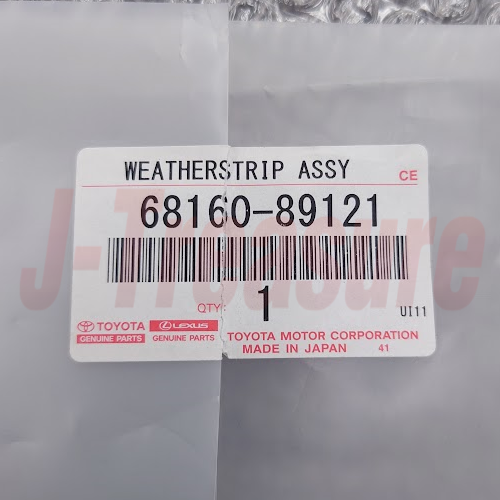 WEATHERSTRIP ASSY
CE
68160-89121
J-Treasure
QTY: 1
UI11
TOYOTA LEXUS TOYOTA MOTOR CORPORATION
GENUINE PARTS GENUINE PARTS MADE IN JAPAN 41